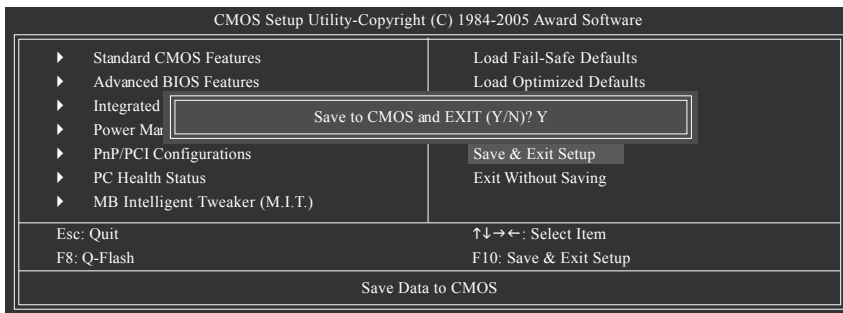 CMOS Setup Utility-Copyright (C) 1984-2005 Award Software
Standard CMOS Features
Advanced BIOS Features
Integrated
Power Mar
PnP/PCI Configurations
PC Health Status
MB Intelligent Tweaker (M.I.T.)
Load Fail-Safe Defaults
Load Optimized Defaults
Save to CMOS and EXIT (Y/N)? Y
Save & Exit Setup
Exit Without Saving
Esc: Quit
↑↓→←: Select Item
F8: Q-Flash
F10: Save & Exit Setup
Save Data to CMOS